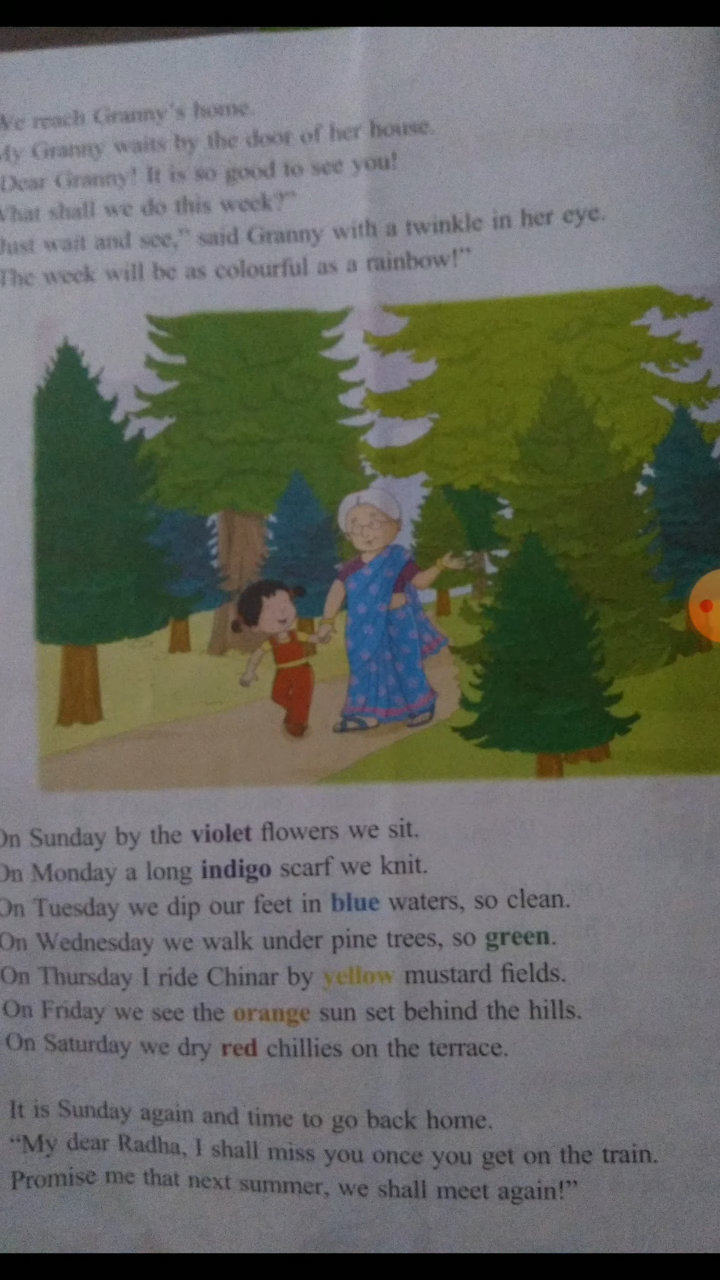 We reach Granny's home.
My Granny waits by the door of her house.
Dear Granny! It is so good to see you!
What shall we do this week?"
Just wait and see," said Granny with a twinkle in her eye.
The week will be as colourful as a rainbow!"
On Sunday by the violet flowers we sit.
On Monday a long indigo scarf we knit.
On Tuesday we dip our feet in blue waters, so clean.
On Wednesday we walk under pine trees, so green.
On Thursday I ride Chinar by yellow mustard fields.
On Friday we see the orange sun set behind the hills.
On Saturday we dry red chillies on the terrace.
It is Sunday again and time to go back home.
"My dear Radha, I shall miss you once you get on the train.
Promise me that next summer, we shall meet again!"